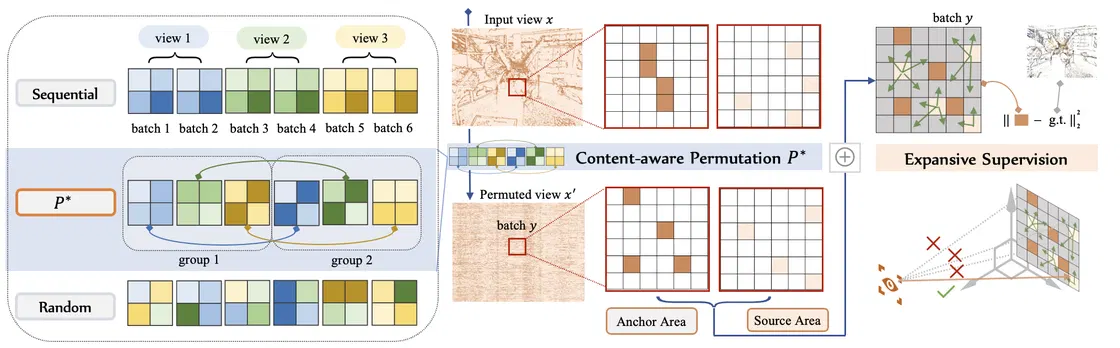 view 1
view 2
view 3
Sequential
batch 1
batch 2
batch 3
batch 4
batch 5
batch 6
P*
group 1
group 2
Random
Input view x
Content-aware Permutation P*
Permuted view x′
batch y
Anchor Area
Source Area
batch y
|| − g.t. ||²₂
Expansive Supervision